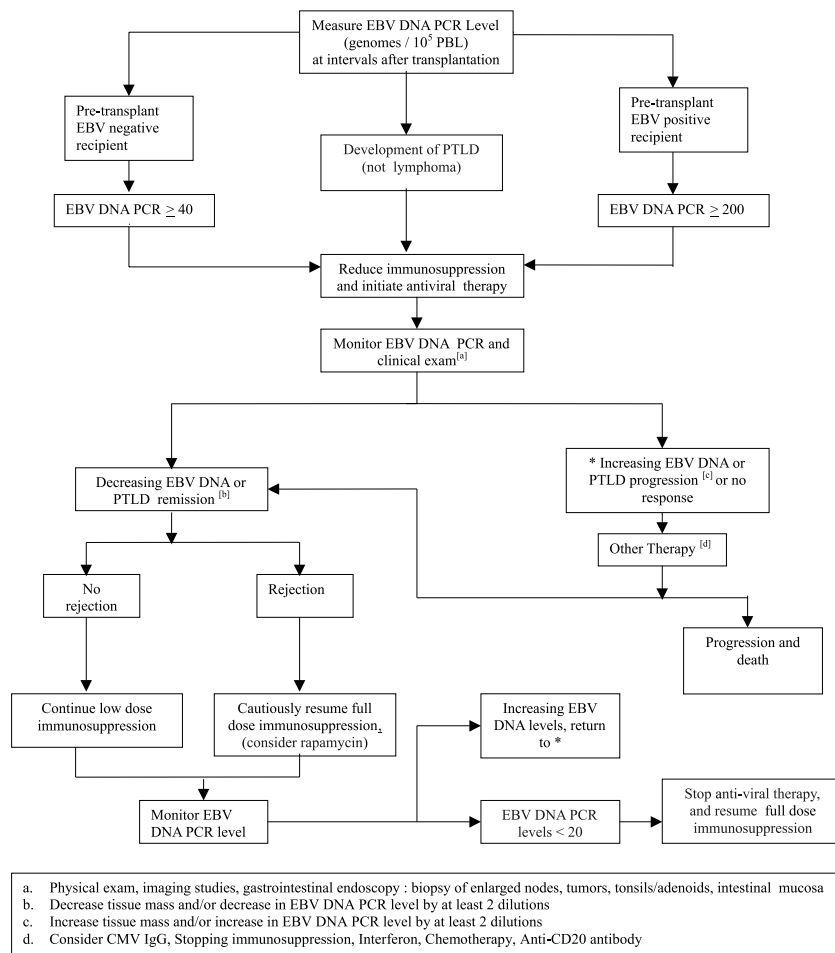 Measure EBV DNA PCR Level
(genomes / 10⁵ PBL)
at intervals after transplantation
Pre-transplant
EBV negative
recipient
Development of PTLD
(not lymphoma)
Pre-transplant
EBV positive
recipient
EBV DNA PCR ≥ 40
EBV DNA PCR ≥ 200
Reduce immunosuppression
and initiate antiviral therapy
Monitor EBV DNA PCR and
clinical exam[a]
Decreasing EBV DNA or
PTLD remission [b]
* Increasing EBV DNA or
PTLD progression [c] or no
response
Other Therapy [d]
No
rejection
Rejection
Progression and
death
Continue low dose
immunosuppression
Cautiously resume full
dose immunosuppression,
(consider rapamycin)
Increasing EBV
DNA levels, return
to *
Monitor EBV
DNA PCR level
EBV DNA PCR
levels < 20
Stop anti-viral therapy,
and resume full dose
immunosuppression
a. Physical exam, imaging studies, gastrointestinal endoscopy : biopsy of enlarged nodes, tumors, tonsils/adenoids, intestinal mucosa
b. Decrease tissue mass and/or decrease in EBV DNA PCR level by at least 2 dilutions
c. Increase tissue mass and/or increase in EBV DNA PCR level by at least 2 dilutions
d. Consider CMV IgG, Stopping immunosuppression, Interferon, Chemotherapy, Anti-CD20 antibody